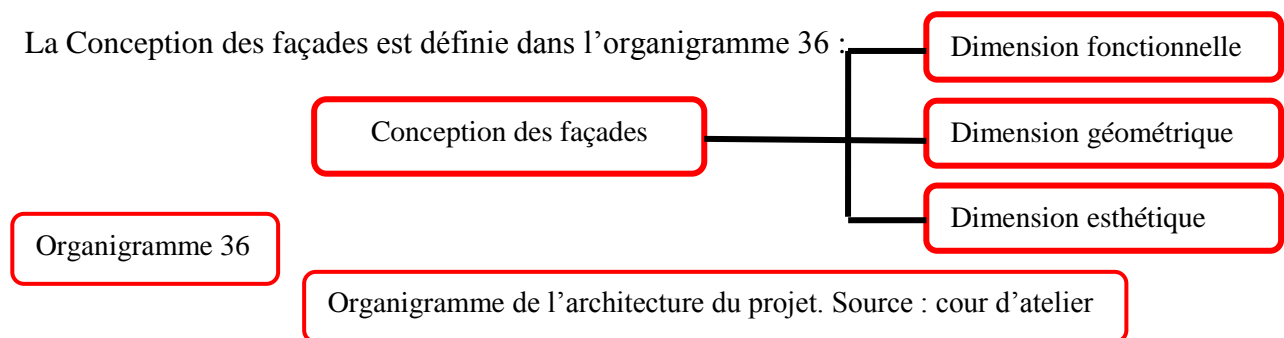 La Conception des façades est définie dans l’organigramme 36 :
Dimension fonctionnelle
Conception des façades
Dimension géométrique
Dimension esthétique
Organigramme 36
Organigramme de l’architecture du projet. Source : cour d’atelier